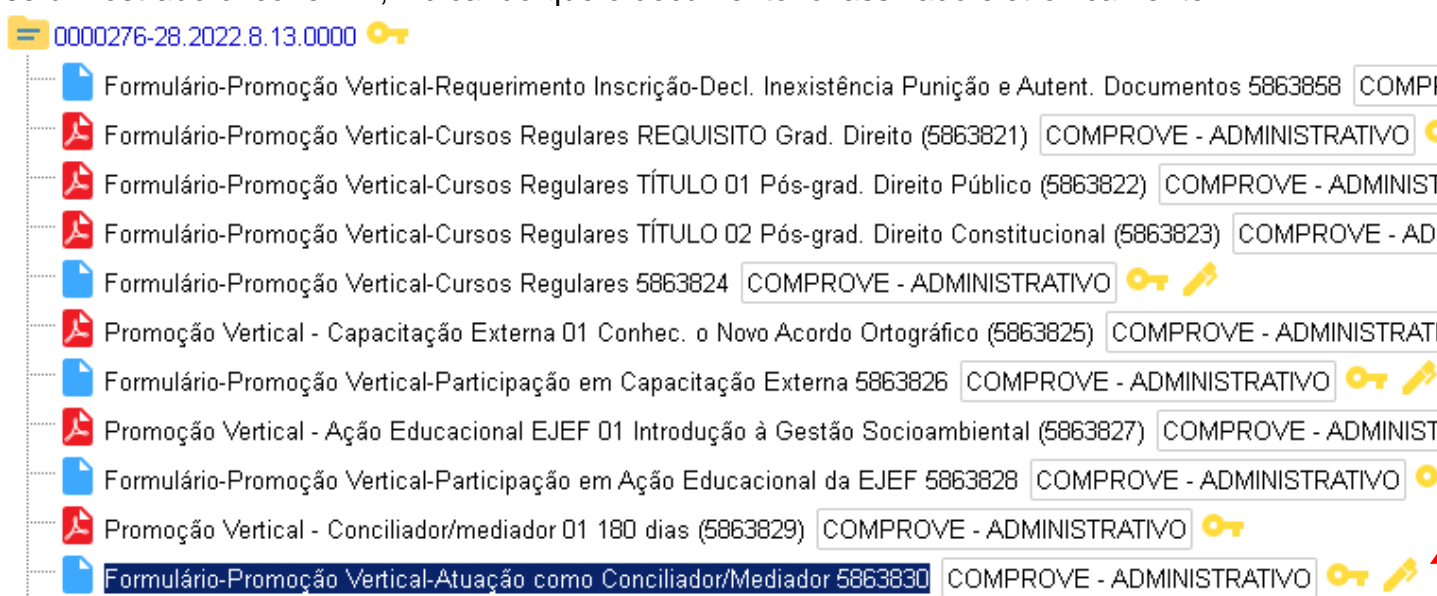 0000276-28.2022.8.13.0000
Formulário-Promoção Vertical-Requerimento Inscrição-Decl. Inexistência Punição e Autent. Documentos 5863858
Formulário-Promoção Vertical-Cursos Regulares REQUISITO Grad. Direito (5863821) COMPROVE - ADMINISTRATIVO
Formulário-Promoção Vertical-Cursos Regulares TÍTULO 01 Pós-grad. Direito Público (5863822) COMPROVE -
Formulário-Promoção Vertical-Cursos Regulares TÍTULO 02 Pós-grad. Direito Constitucional (5863823) COMPROVE -
Formulário-Promoção Vertical-Cursos Regulares 5863824 COMPROVE - ADMINISTRATIVO
Promoção Vertical - Capacitação Externa 01 Conhec. o Novo Acordo Ortográfico (5863825) COMPROVE -
Formulário-Promoção Vertical-Participação em Capacitação Externa 5863826 COMPROVE - ADMINISTRATIVO
Promoção Vertical - Ação Educacional EJEF 01 Introdução à Gestão Socioambiental (5863827) COMPROVE -
Formulário-Promoção Vertical-Participação em Ação Educacional da EJEF 5863828 COMPROVE - ADMINISTRATIVO
Promoção Vertical - Conciliador/mediador 01 180 dias (5863829) COMPROVE - ADMINISTRATIVO
Formulário-Promoção Vertical-Atuação como Conciliador/Mediador 5863830 COMPROVE - ADMINISTRATIVO